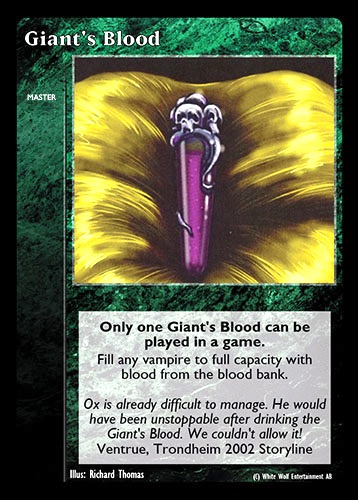 Giant's Blood
MASTER
Only one Giant's Blood can be
played in a game.
Fill any vampire to full capacity with
blood from the blood bank.
Ox is already difficult to manage. He would
have been unstoppable after drinking the
Giant's Blood. We couldn't allow it!
Ventrue, Trondheim 2002 Storyline
Illus: Richard Thomas
(C) White Wolf Entertainment AB